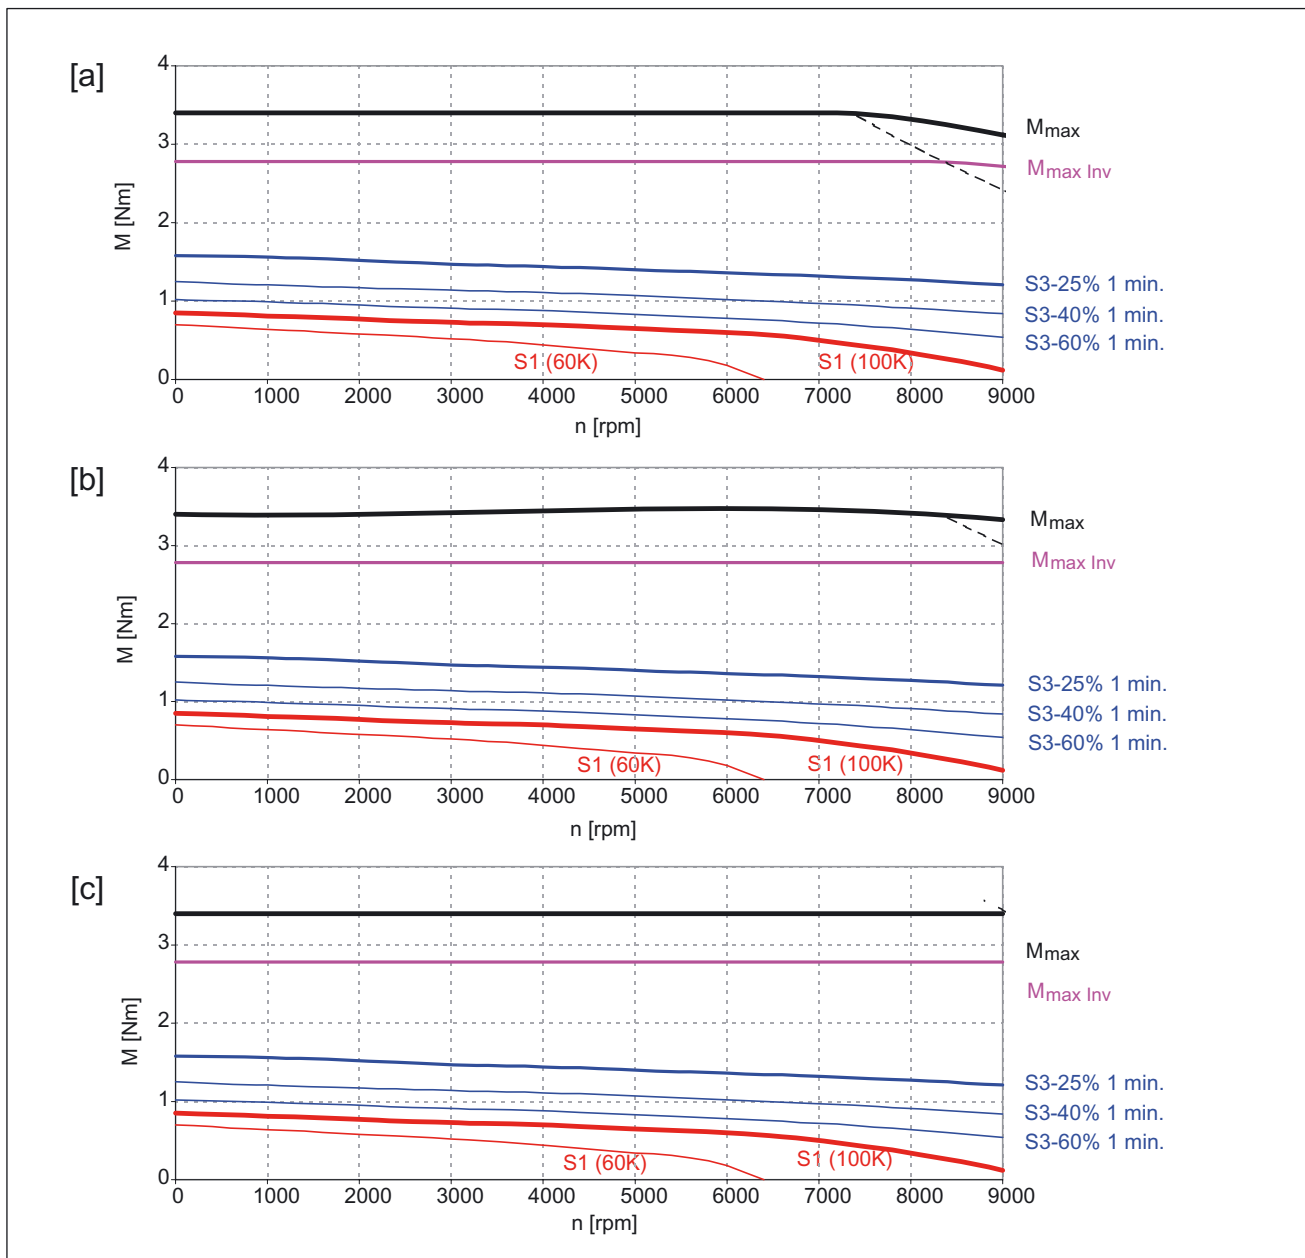 [a]
4
3
2
1
0
M [Nm]
Mmax
Mmax Inv
S3-25% 1 min.
S3-40% 1 min.
S3-60% 1 min.
S1 (60K)
S1 (100K)
0 1000 2000 3000 4000 5000 6000 7000 8000 9000
n [rpm]
[b]
4
3
2
1
0
M [Nm]
Mmax
Mmax Inv
S3-25% 1 min.
S3-40% 1 min.
S3-60% 1 min.
S1 (60K)
S1 (100K)
0 1000 2000 3000 4000 5000 6000 7000 8000 9000
n [rpm]
[c]
4
3
2
1
0
M [Nm]
Mmax
Mmax Inv
S3-25% 1 min.
S3-40% 1 min.
S3-60% 1 min.
S1 (60K)
S1 (100K)
0 1000 2000 3000 4000 5000 6000 7000 8000 9000
n [rpm]